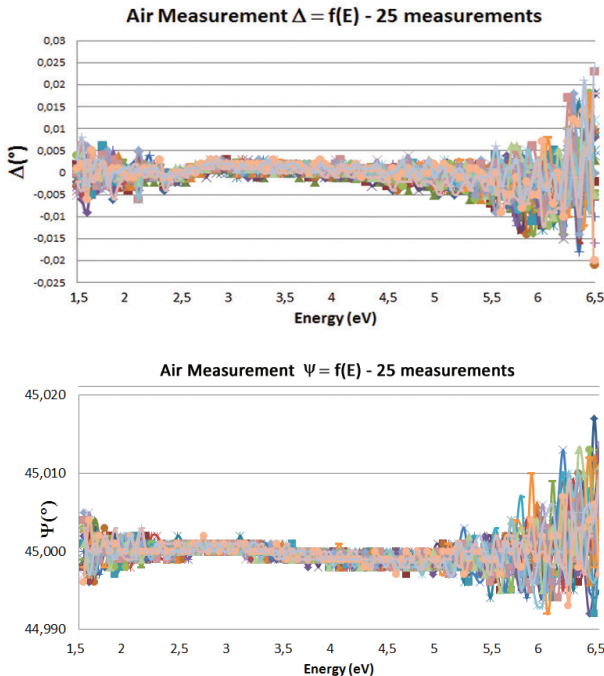 Air Measurement Δ = f(E) - 25 measurements
0,03
0,025
0,02
0,015
0,01
0,005
0
-0,005
-0,01
-0,015
-0,02
-0,025
Δ(°)
1,5 2 2,5 3 3,5 4 4,5 5 5,5 6 6,5
Energy (eV)
Air Measurement Ψ = f(E) - 25 measurements
45,020
45,010
45,000
44,990
Ψ(°)
1,5 2 2,5 3 3,5 4 4,5 5 5,5 6 6,5
Energy (eV)